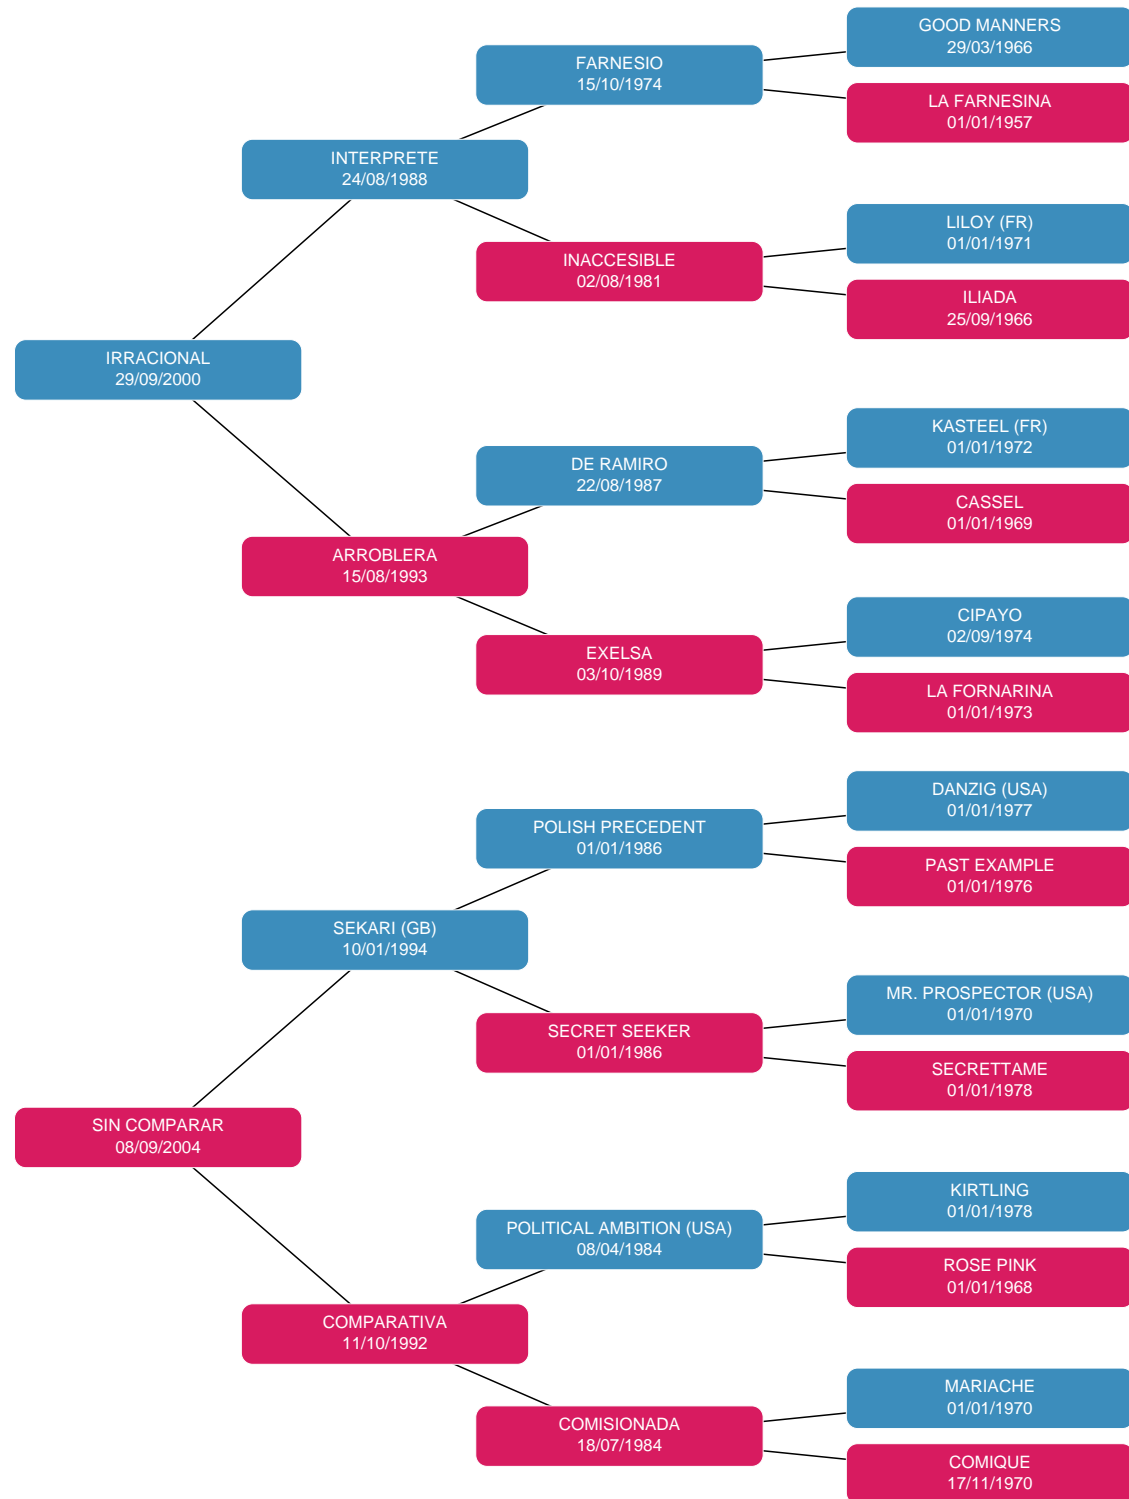 GOOD MANNERS
29/03/1966
FARNESIO
15/10/1974
LA FARNESINA
01/01/1957
INTERPRETE
24/08/1988
LILOY (FR)
01/01/1971
INACCESIBLE
02/08/1981
ILIADA
25/09/1966
IRRACIONAL
29/09/2000
KASTEEL (FR)
01/01/1972
DE RAMIRO
22/08/1987
CASSEL
01/01/1969
ARROBLERA
15/08/1993
CIPAYO
02/09/1974
EXELSA
03/10/1989
LA FORNARINA
01/01/1973
DANZIG (USA)
01/01/1977
POLISH PRECEDENT
01/01/1986
PAST EXAMPLE
01/01/1976
SEKARI (GB)
10/01/1994
MR. PROSPECTOR (USA)
01/01/1970
SECRET SEEKER
01/01/1986
SECRETTAME
01/01/1978
SIN COMPARAR
08/09/2004
KIRTLING
01/01/1978
POLITICAL AMBITION (USA)
08/04/1984
ROSE PINK
01/01/1968
COMPARATIVA
11/10/1992
MARIACHE
01/01/1970
COMISIONADA
18/07/1984
COMIQUE
17/11/1970